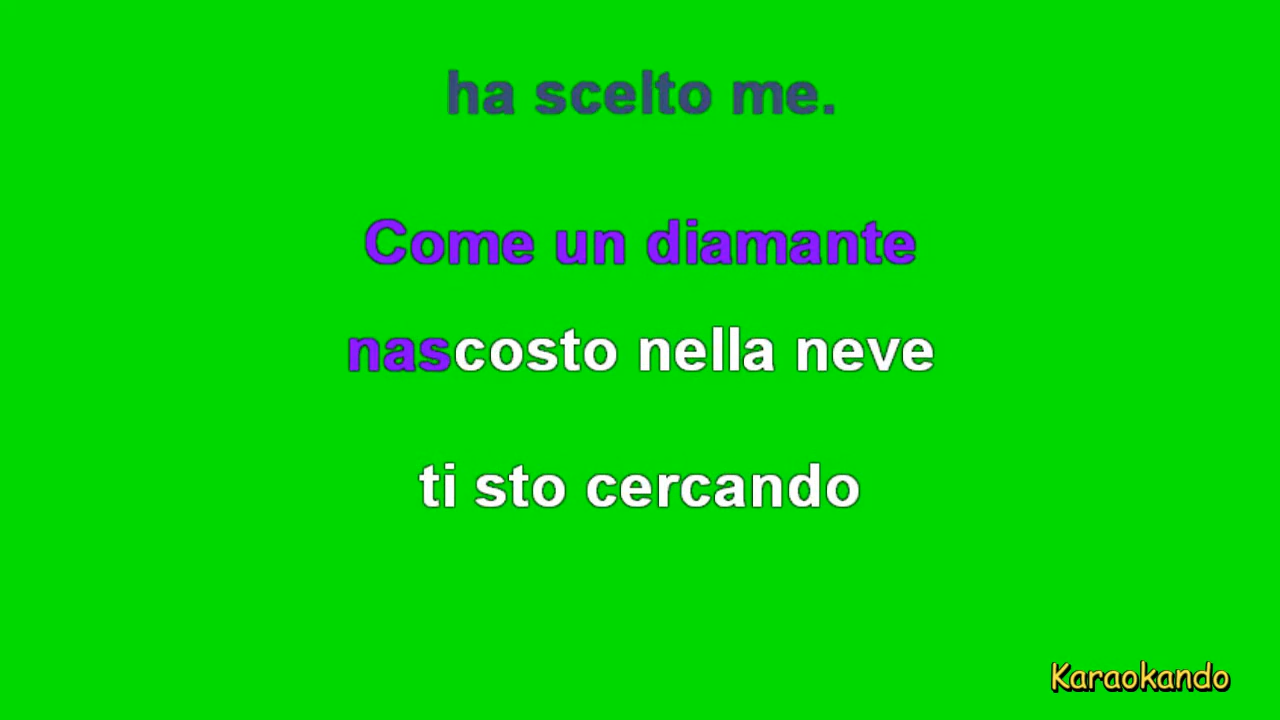 ha scelto me.
Come un diamante
nascosto nella neve
ti sto cercando
Karaokando